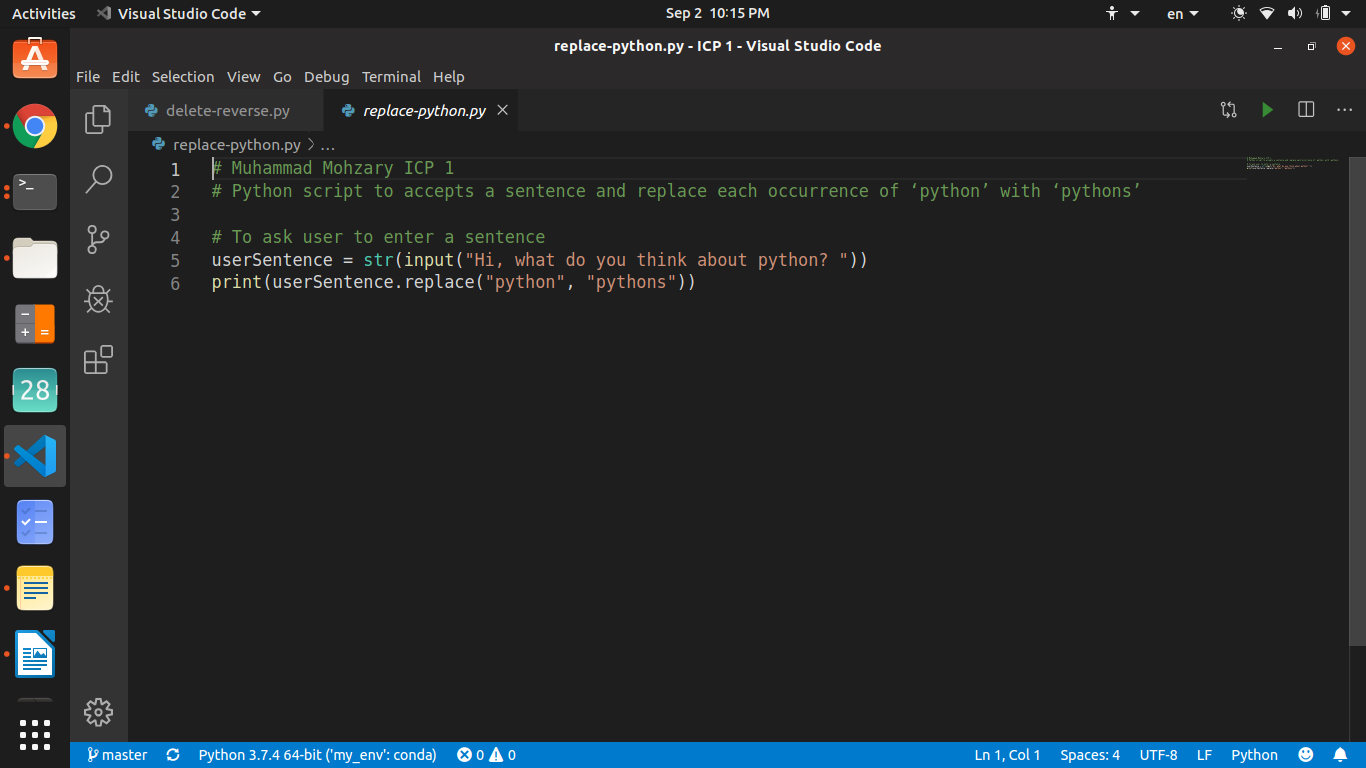 Activities Visual Studio Code Sep 2 10:15 PM en
replace-python.py - ICP 1 - Visual Studio Code
File Edit Selection View Go Debug Terminal Help
delete-reverse.py replace-python.py
replace-python.py > ...
1 # Muhammad Mohzary ICP 1
2 # Python script to accepts a sentence and replace each occurrence of ‘python’ with ‘pythons’
3
4 # To ask user to enter a sentence
5 userSentence = str(input("Hi, what do you think about python? "))
6 print(userSentence.replace("python", "pythons"))
28
master Python 3.7.4 64-bit ('my_env': conda) 0 0 Ln 1, Col 1 Spaces: 4 UTF-8 LF Python